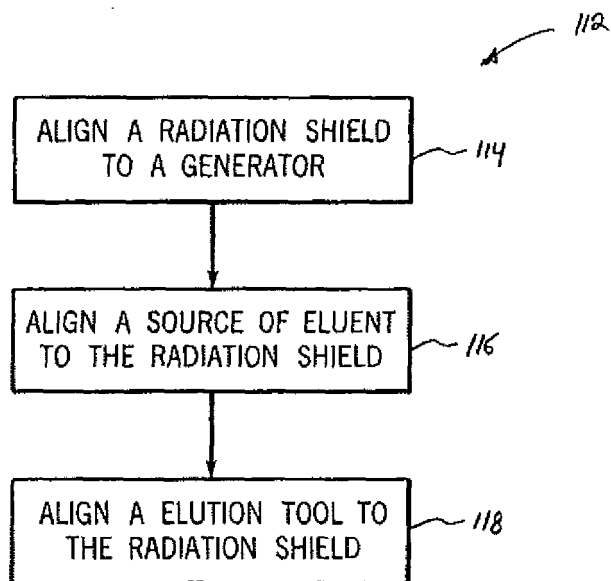 112
ALIGN A RADIATION SHIELD
TO A GENERATOR
114
ALIGN A SOURCE OF ELUENT
TO THE RADIATION SHIELD
116
ALIGN A ELUTION TOOL TO
THE RADIATION SHIELD
118